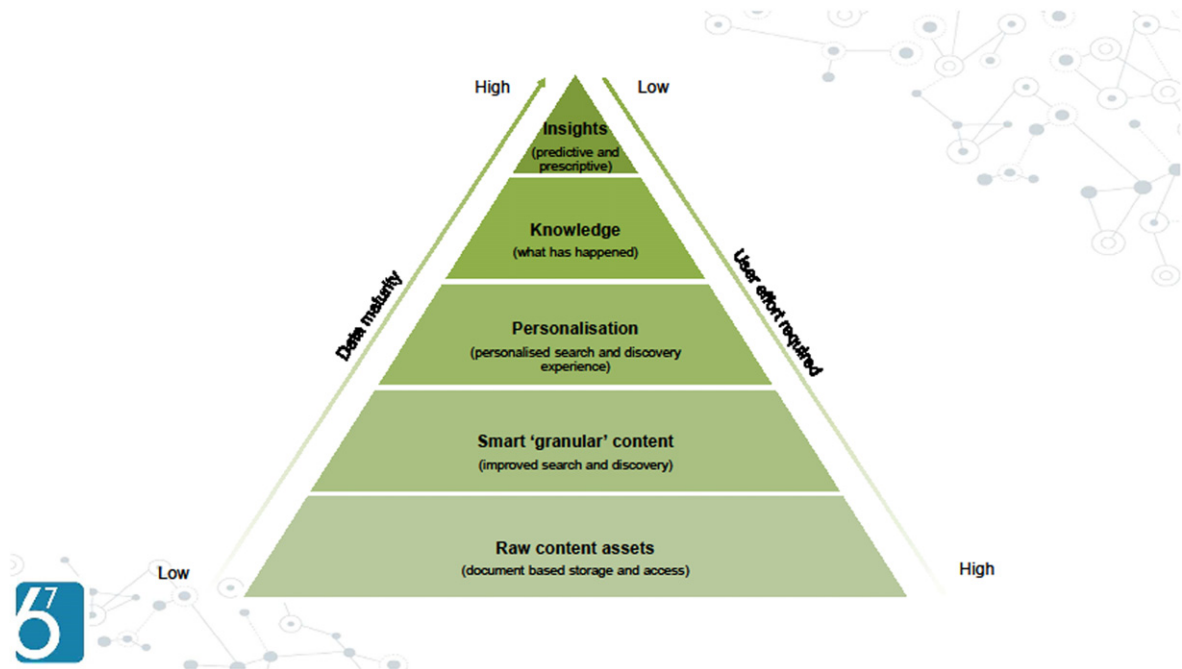 High
Low
Insights
(predictive and
prescriptive)
Knowledge
(what has happened)
Data maturity
User effort required
Personalisation
(personalised search and discovery
experience)
Smart ‘granular’ content
(improved search and discovery)
Raw content assets
(document based storage and access)
Low
High
67